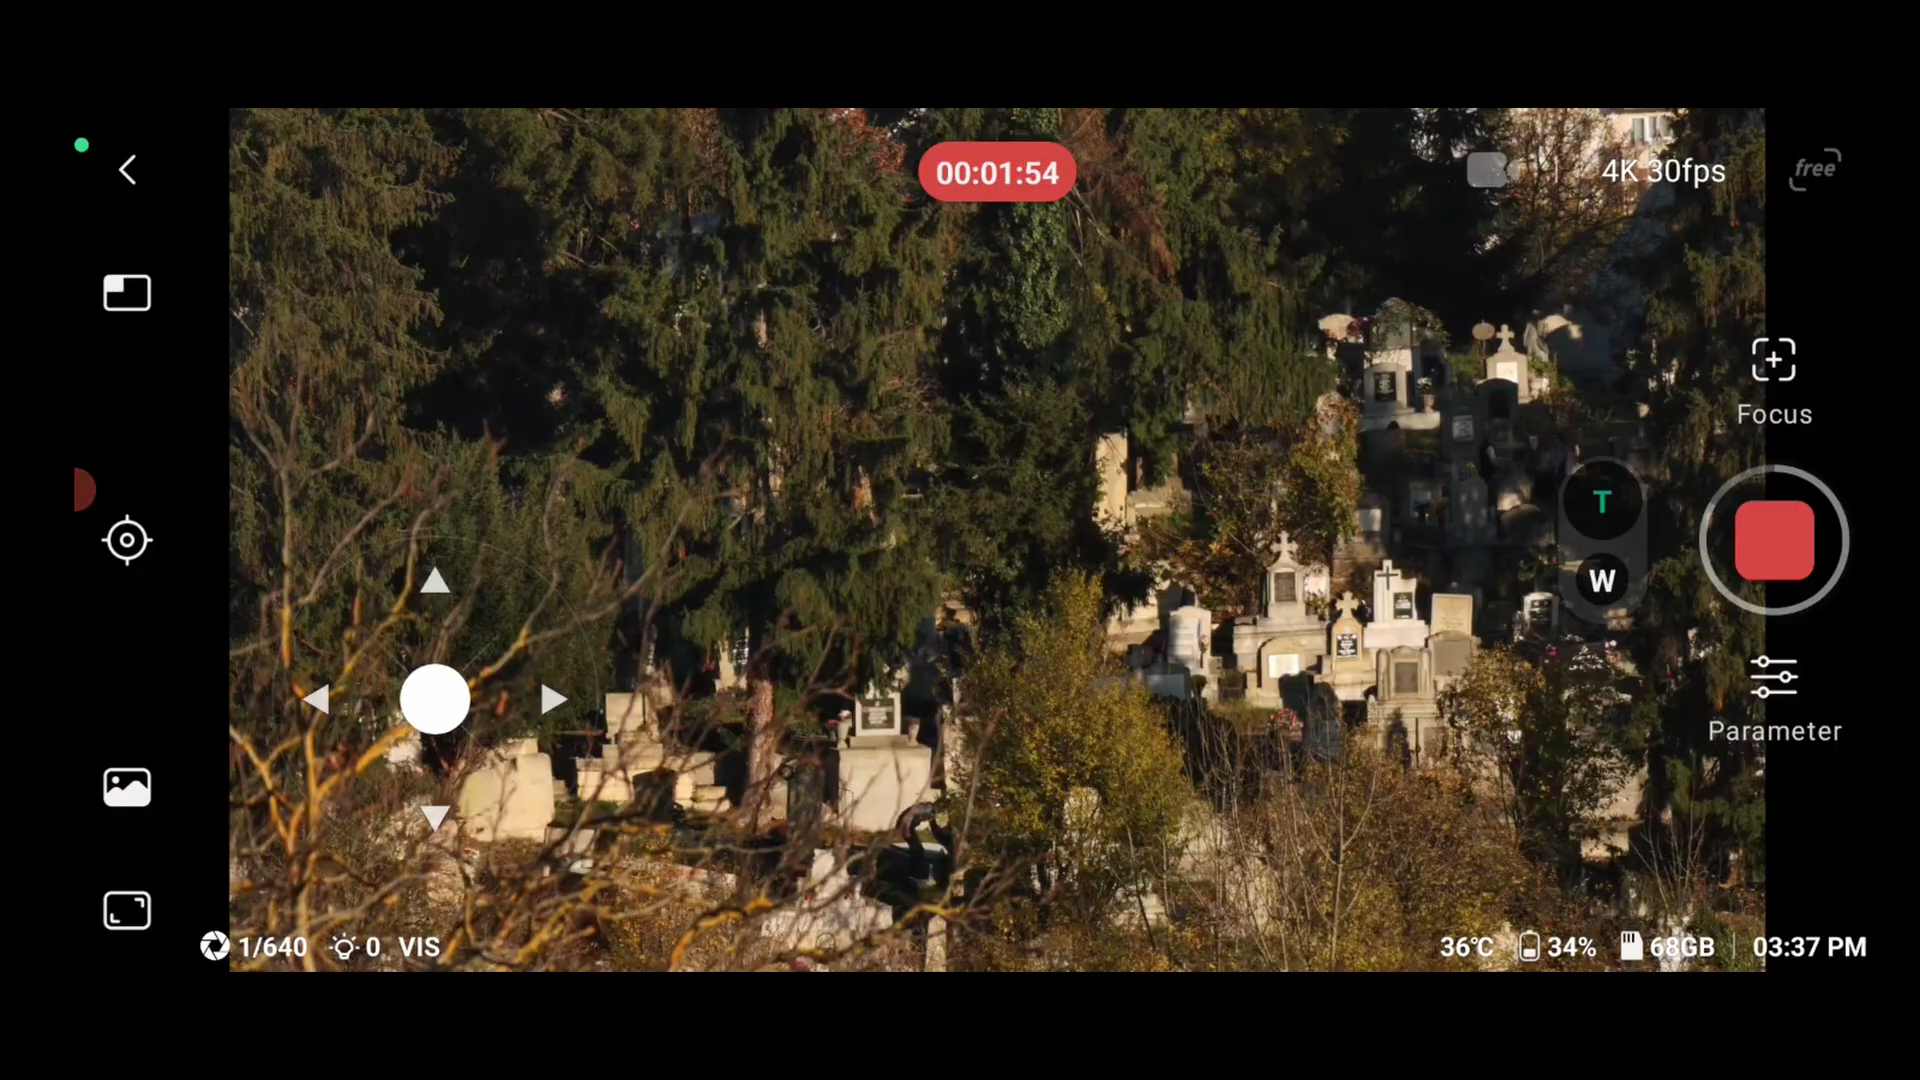 00:01:54
4K 30fps
free
Focus
T
W
Parameter
1/640 0 VIS
36℃ 34% 68GB 03:37 PM